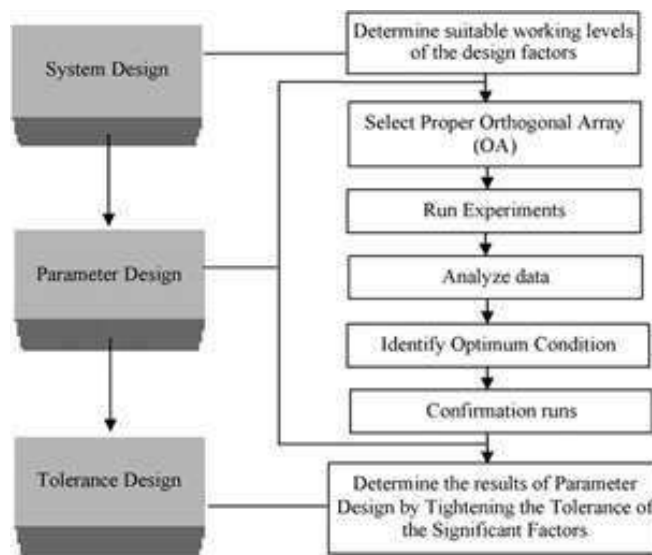 System Design
Determine suitable working levels
of the design factors
Select Proper Orthogonal Array
(OA)
Run Experiments
Parameter Design
Analyze data
Identify Optimum Condition
Confirmation runs
Tolerance Design
Determine the results of Parameter
Design by Tightening the Tolerance of
the Significant Factors